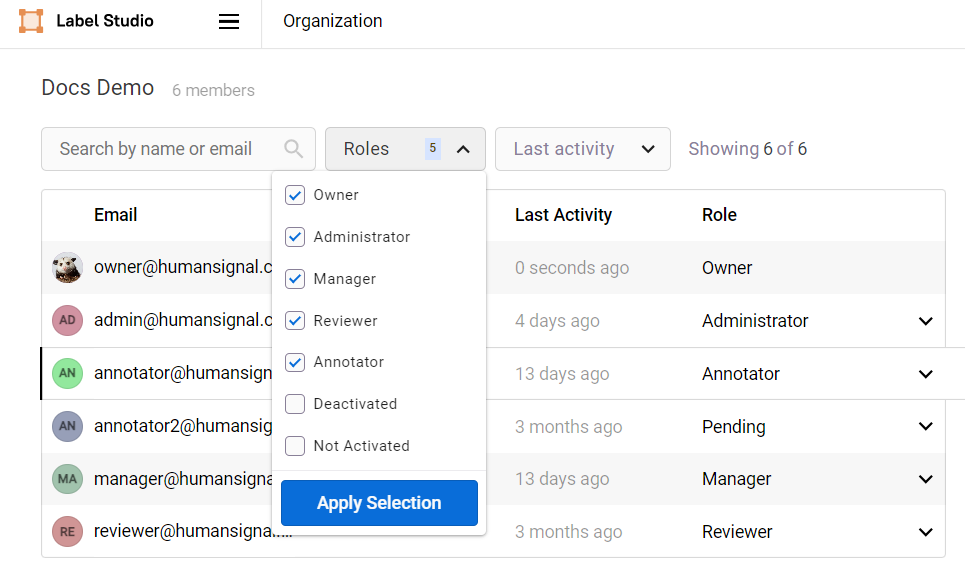 Label Studio
Organization
Docs Demo 6 members
Search by name or email Roles 5 Last activity Showing 6 of 6
Owner
Administrator
Manager
Reviewer
Annotator
Deactivated
Not Activated
Apply Selection
Email Last Activity Role
owner@humansignal.c 0 seconds ago Owner
AD admin@humansignal.c 4 days ago Administrator
AN annotator@humansign 13 days ago Annotator
AN annotator2@humansig 3 months ago Pending
MA manager@humansigna 13 days ago Manager
RE reviewer@humansignal 3 months ago Reviewer